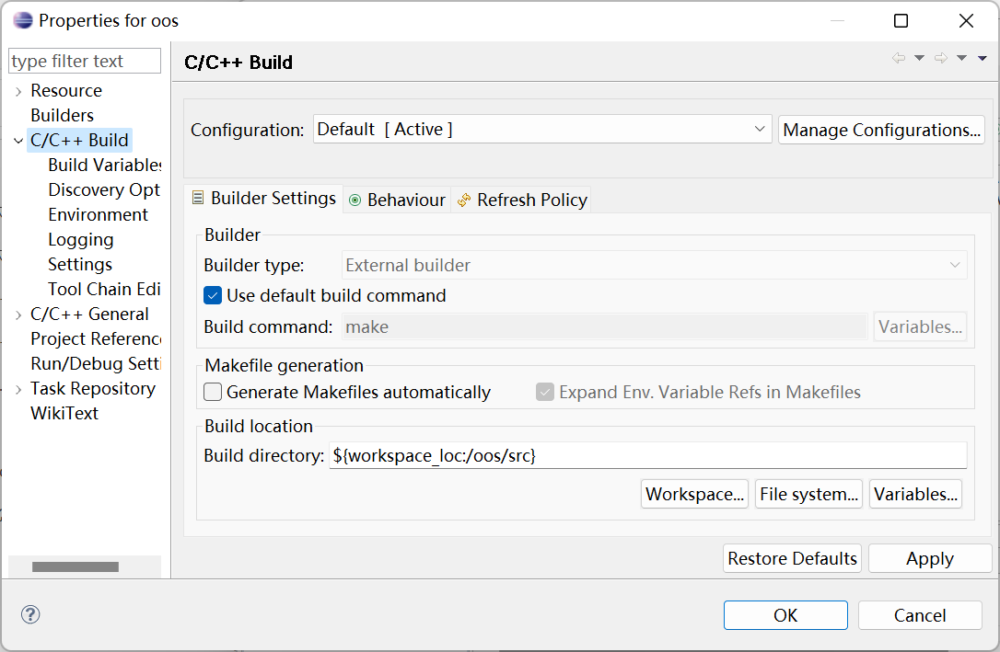 Properties for oos
type filter text
Resource
Builders
C/C++ Build
Build Variables
Discovery Opt
Environment
Logging
Settings
Tool Chain Edi
C/C++ General
Project Reference
Run/Debug Setti
Task Repository
WikiText
C/C++ Build
Configuration: Default [ Active ] Manage Configurations...
Builder Settings Behaviour Refresh Policy
Builder
Builder type: External builder
Use default build command
Build command: make Variables...
Makefile generation
Generate Makefiles automatically Expand Env. Variable Refs in Makefiles
Build location
Build directory: ${workspace_loc:/oos/src}
Workspace... File system... Variables...
Restore Defaults Apply
? OK Cancel